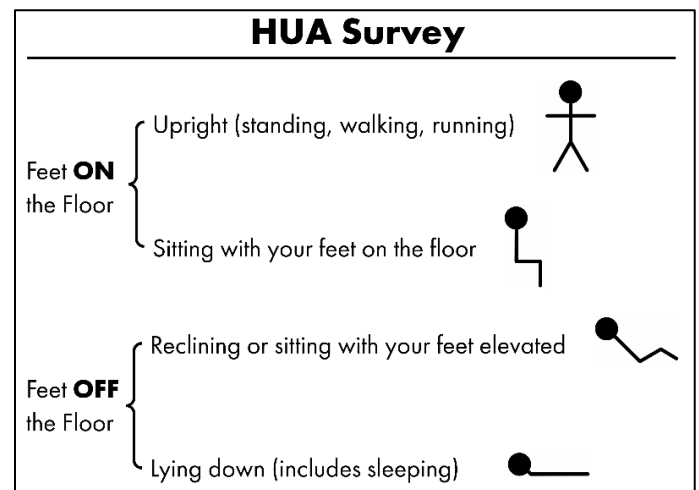 HUA Survey
Upright (standing, walking, running)
Feet ON
the Floor
Sitting with your feet on the floor
Reclining or sitting with your feet elevated
Feet OFF
the Floor
Lying down (includes sleeping)